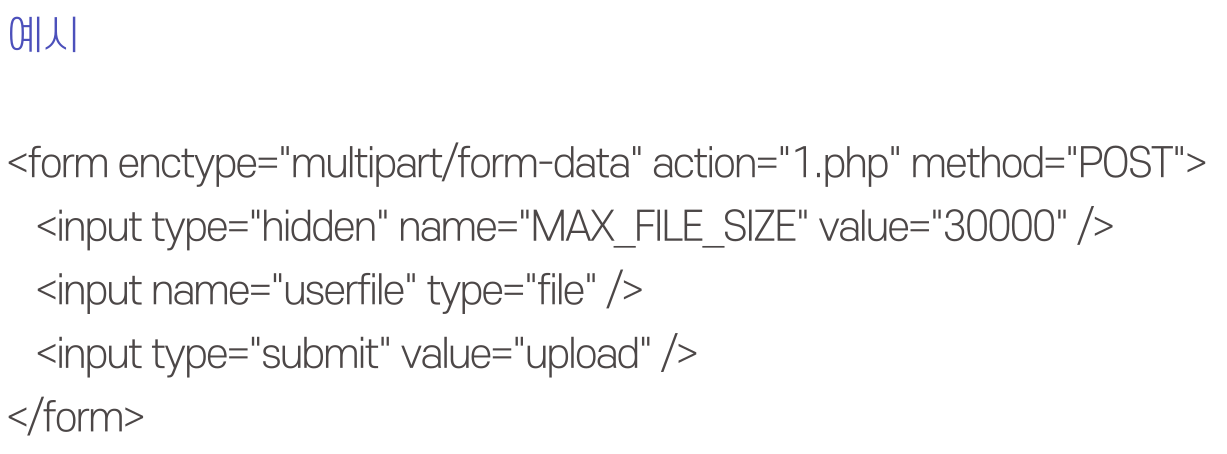 예시
<form enctype="multipart/form-data" action="1.php" method="POST">
<input type="hidden" name="MAX_FILE_SIZE" value="30000" />
<input name="userfile" type="file" />
<input type="submit" value="upload" />
</form>